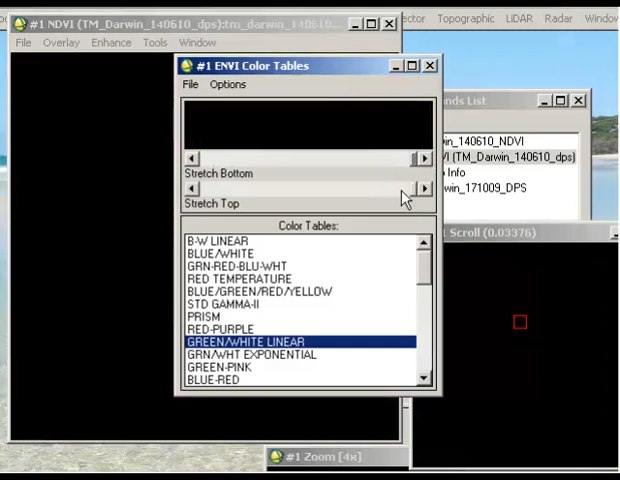 #1 NDVI (TM_Darwin_140610_dps):tm_darwin_140610...
File Overlay Enhance Tools Window
ector Topographic LiDAR Radar Window
#1 ENVI Color Tables
File Options
Stretch Bottom
Stretch Top
Color Tables:
B-W LINEAR
BLUE/WHITE
GRN-RED-BLU-WHT
RED TEMPERATURE
BLUE/GREEN/RED/YELLOW
STD GAMMA-II
PRISM
RED-PURPLE
GREEN/WHITE LINEAR
GRN/WHT EXPONENTIAL
GREEN-PINK
BLUE-RED
nds List
in_140610_NDVI
VI (TM_Darwin_140610_dps)
Info
win_171009_DPS
Scroll (0.03376)
#1 Zoom [4x]